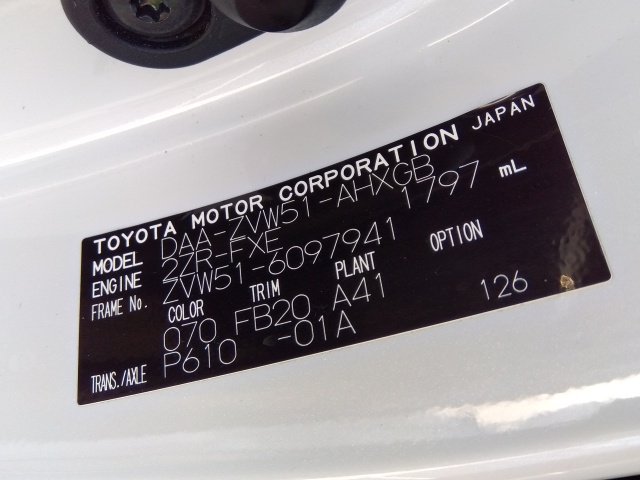 TOYOTA MOTOR CORPORATION JAPAN
MODEL DAA-ZVW51-AHXGB
ENGINE 2ZR-FXE 1797 mL
FRAME No. ZVW51-6097941
COLOR TRIM PLANT OPTION
070 FB20 A41 126
TRANS./AXLE P610 -01A